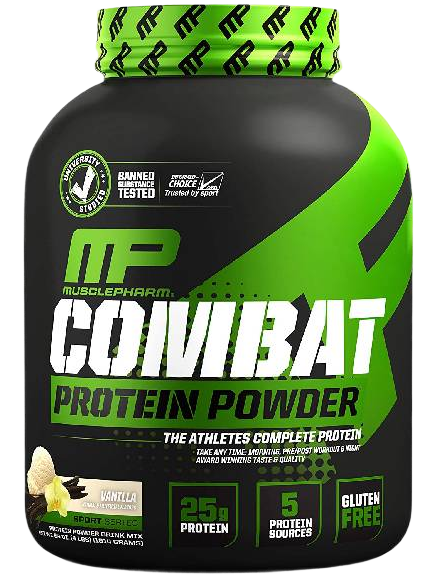 UNIVERSITY
STUDIED
BANNED
SUBSTANCE
TESTED
INFORMED-
CHOICE
Trusted by sport
MP
MUSCLEPHARM
COMBAT
PROTEIN POWDER
THE ATHLETES COMPLETE PROTEIN
TAKE ANY TIME: MORNING, PRE/POST WORKOUT & NIGHT
AWARD WINNING TASTE & QUALITY
VANILLA
SPORT SERIES
PROTEIN POWDER DRINK MIX
25g
PROTEIN
5
PROTEIN
SOURCES
GLUTEN
FREE